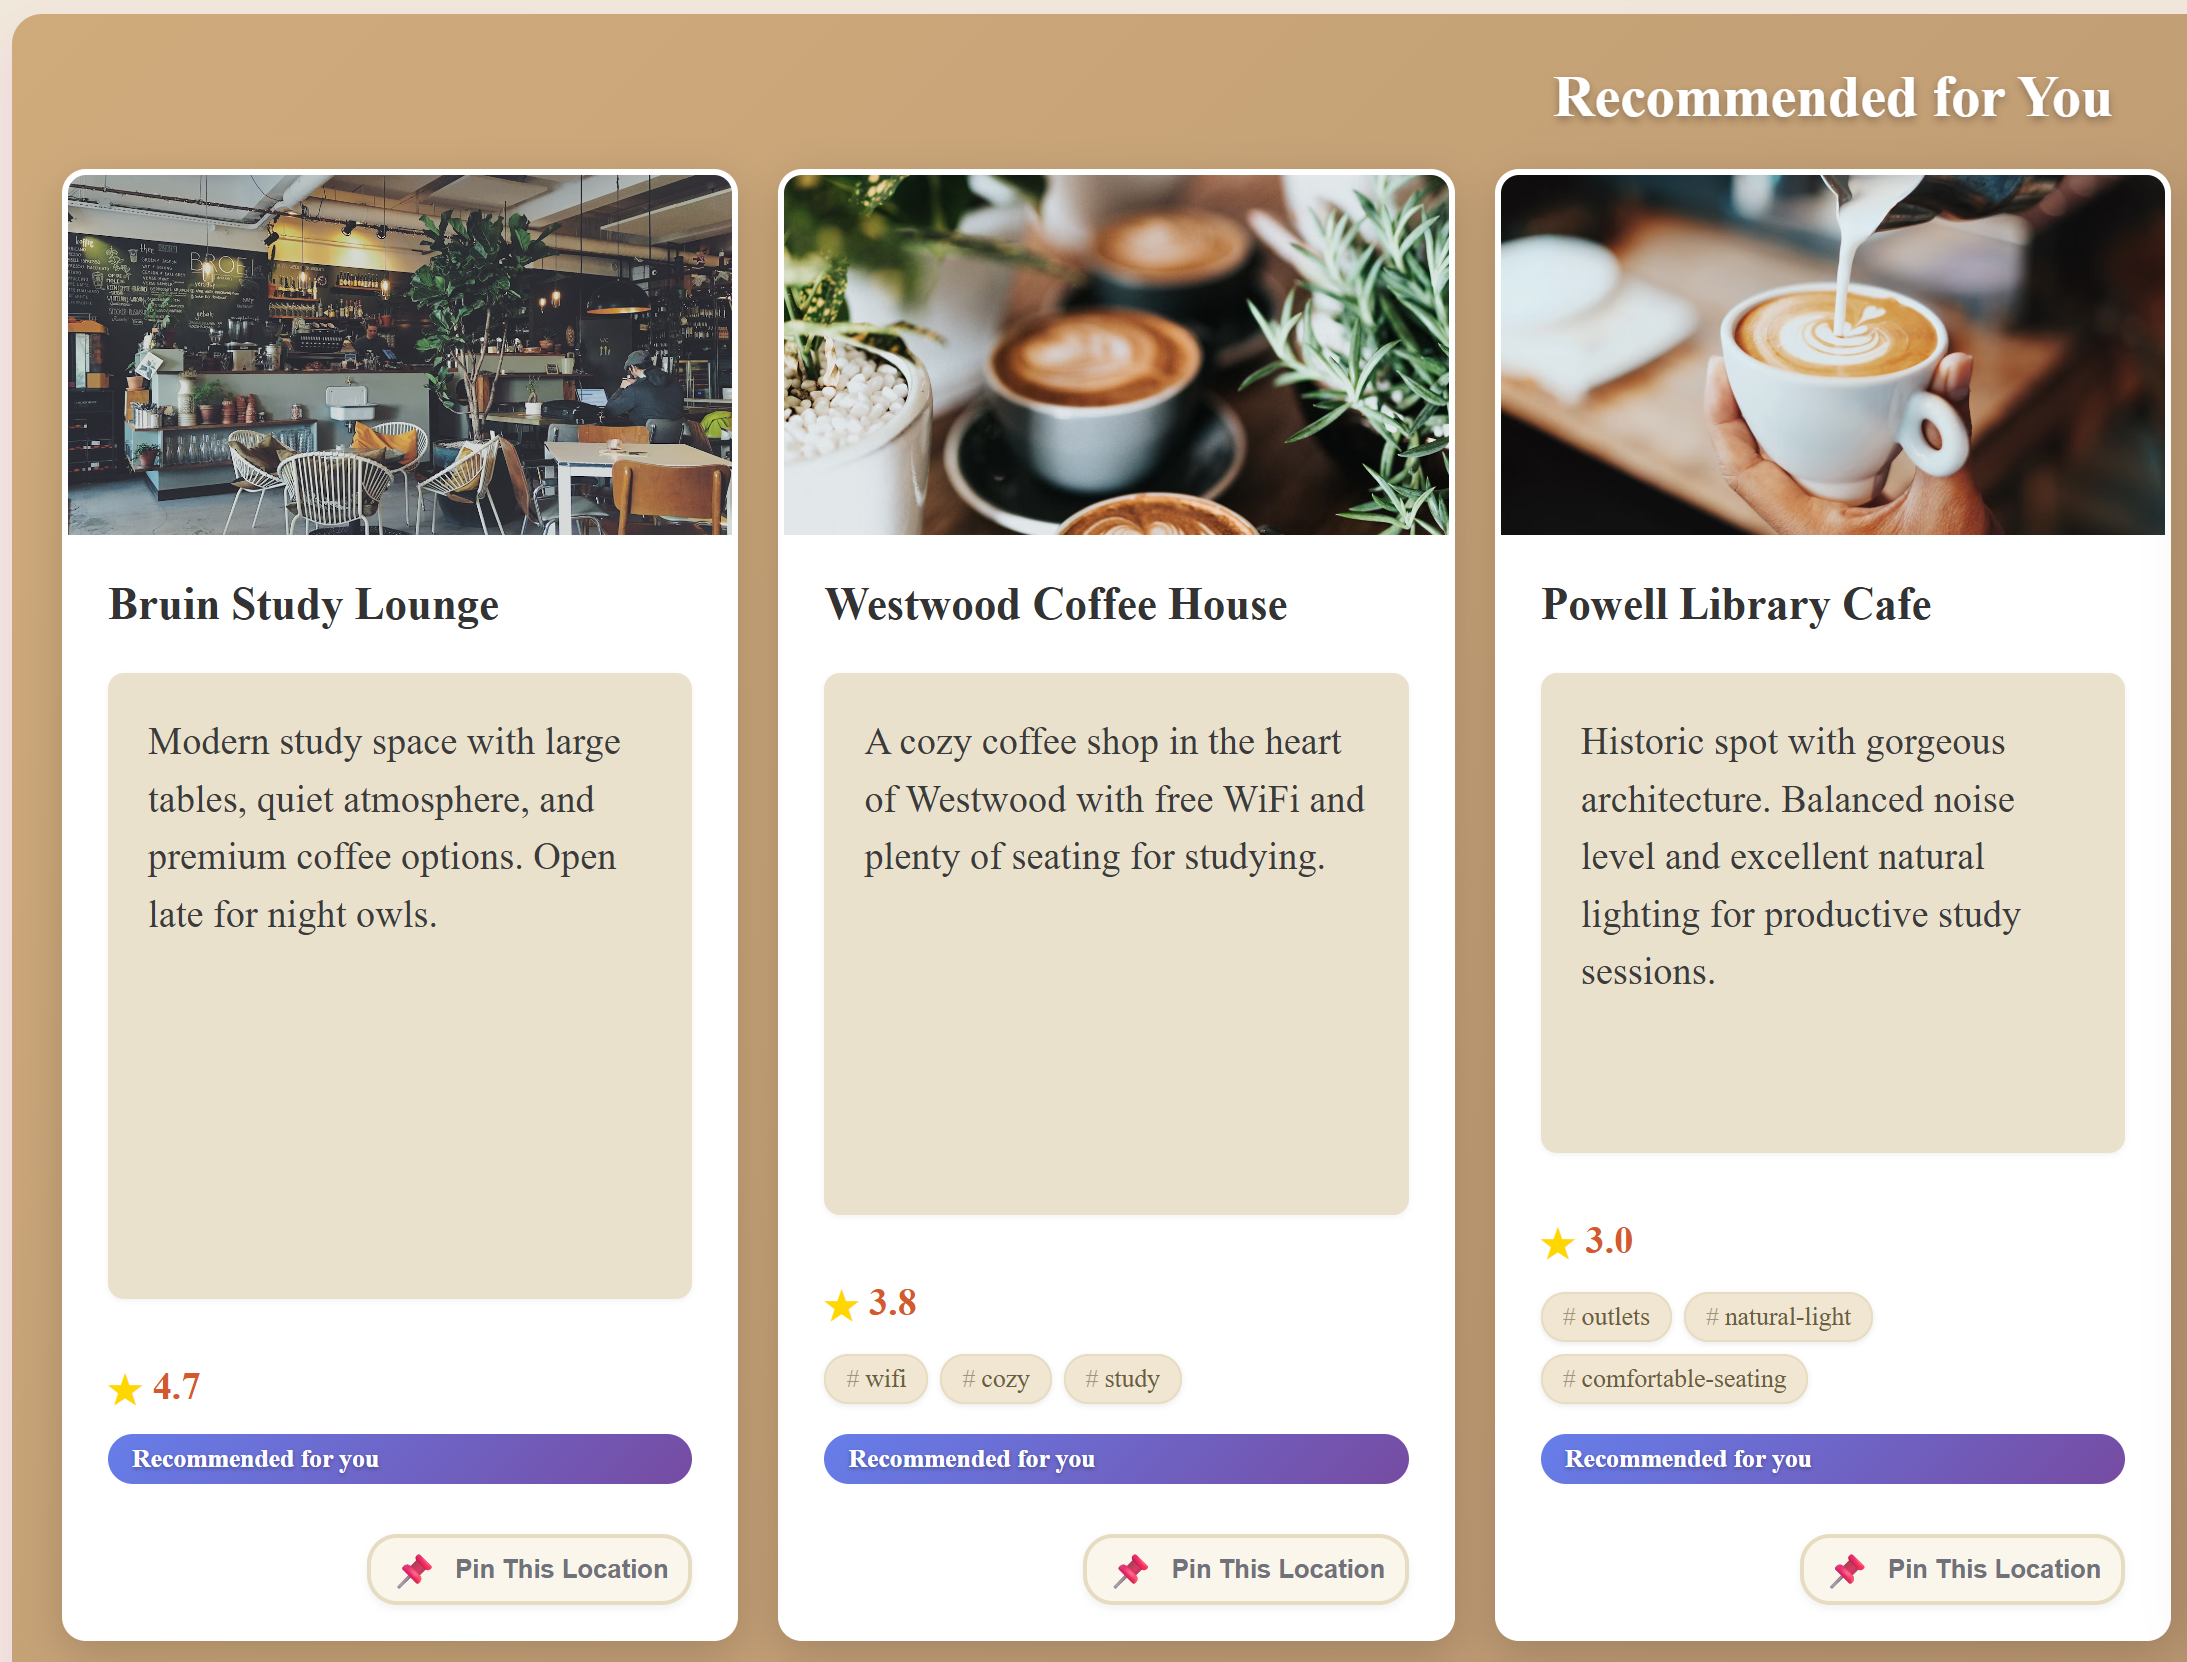 Recommended for You
BROEI
Bruin Study Lounge
Modern study space with large
tables, quiet atmosphere, and
premium coffee options. Open
late for night owls.
4.7
Recommended for you
Pin This Location
Westwood Coffee House
A cozy coffee shop in the heart
of Westwood with free WiFi and
plenty of seating for studying.
3.8
# wifi # cozy # study
Recommended for you
Pin This Location
Powell Library Cafe
Historic spot with gorgeous
architecture. Balanced noise
level and excellent natural
lighting for productive study
sessions.
3.0
# outlets # natural-light
# comfortable-seating
Recommended for you
Pin This Location